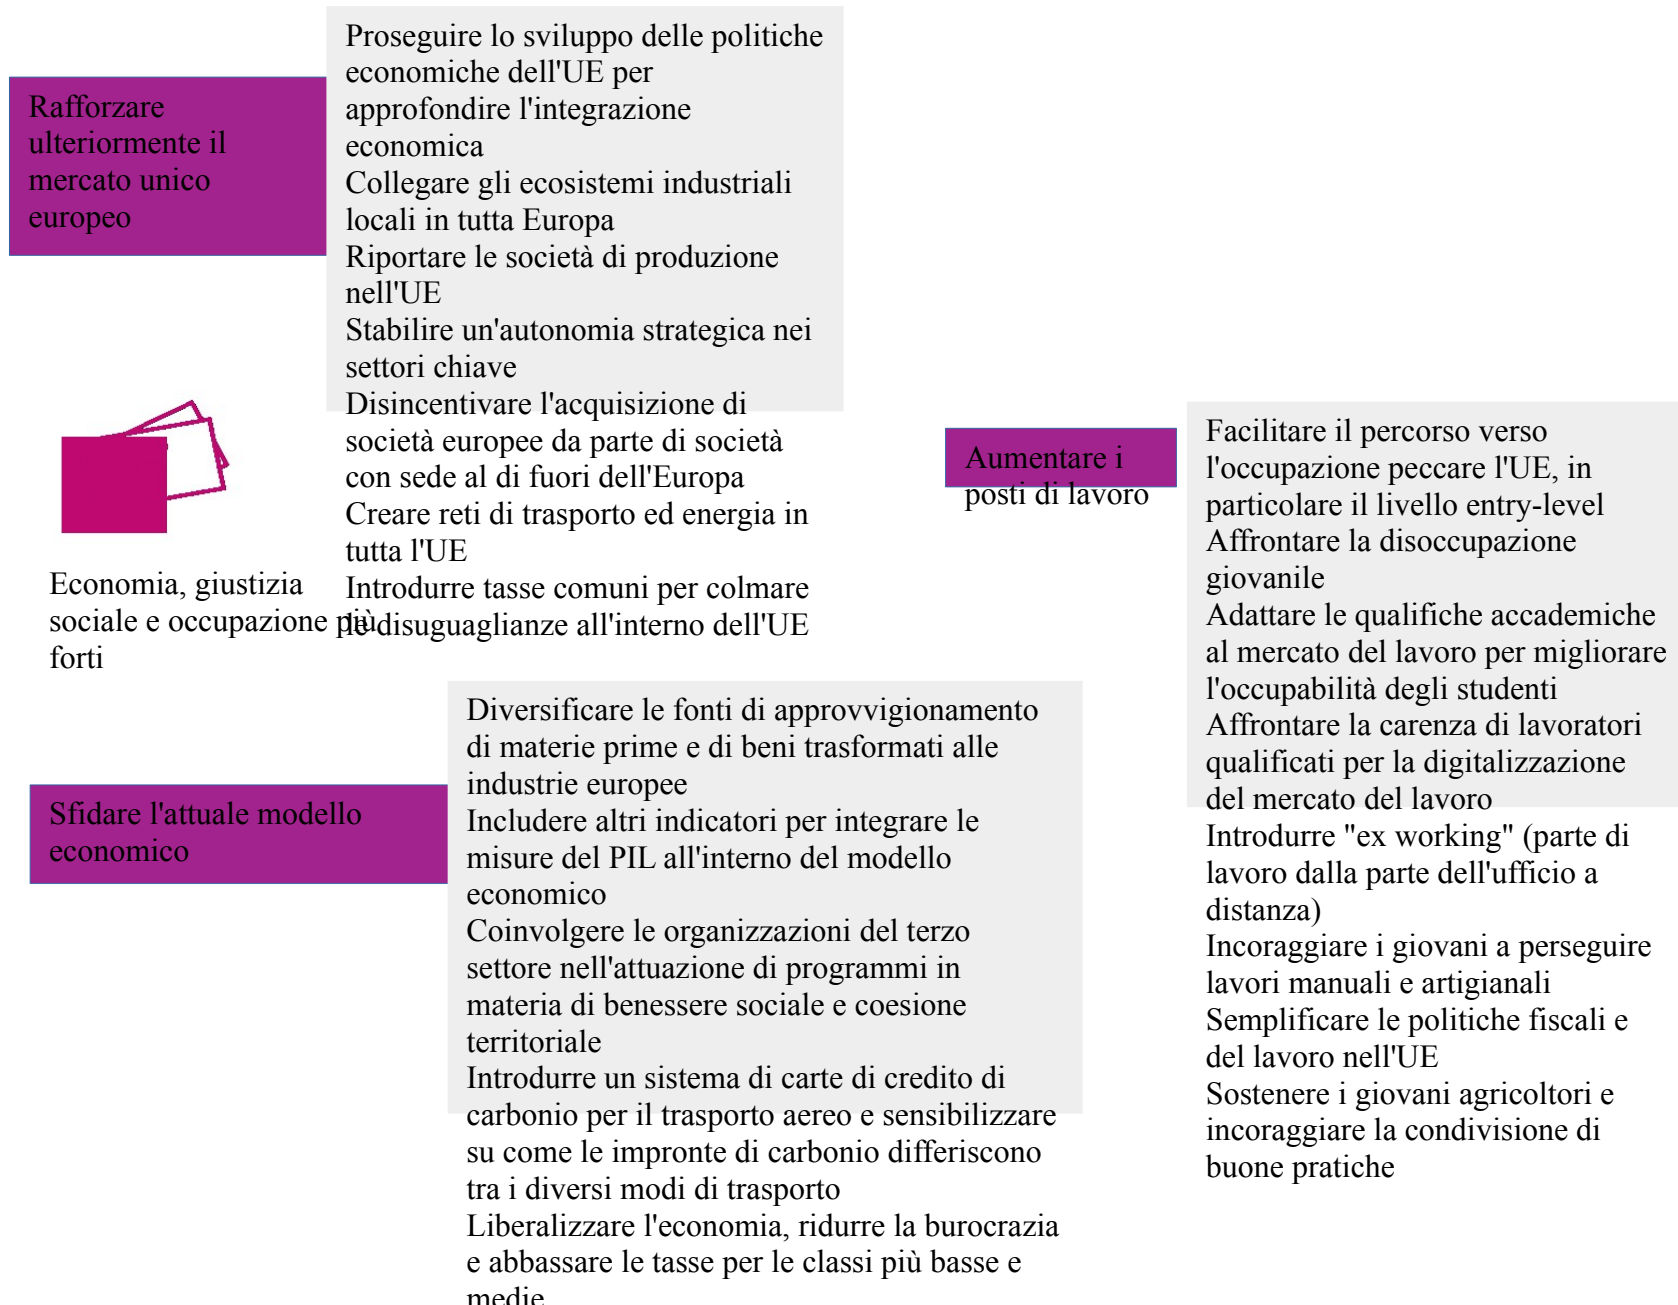 Rafforzare
ulteriormente il
mercato unico
europeo
Proseguire lo sviluppo delle politiche
economiche dell'UE per
approfondire l'integrazione
economica
Collegare gli ecosistemi industriali
locali in tutta Europa
Riportare le società di produzione
nell'UE
Stabilire un'autonomia strategica nei
settori chiave
Disincentivare l'acquisizione di
società europee da parte di società
con sede al di fuori dell'Europa
Creare reti di trasporto ed energia in
tutta l'UE
Introdurre tasse comuni per colmare
le disuguaglianze all'interno dell'UE
Economia, giustizia
sociale e occupazione più
forti
Aumentare i
posti di lavoro
Facilitare il percorso verso
l'occupazione peccare l'UE, in
particolare il livello entry-level
Affrontare la disoccupazione
giovanile
Adattare le qualifiche accademiche
al mercato del lavoro per migliorare
l'occupabilità degli studenti
Affrontare la carenza di lavoratori
qualificati per la digitalizzazione
del mercato del lavoro
Introdurre "ex working" (parte di
lavoro dalla parte dell'ufficio a
distanza)
Incoraggiare i giovani a perseguire
lavori manuali e artigianali
Semplificare le politiche fiscali e
del lavoro nell'UE
Sostenere i giovani agricoltori e
incoraggiare la condivisione di
buone pratiche
Sfidare l'attuale modello
economico
Diversificare le fonti di approvvigionamento
di materie prime e di beni trasformati alle
industrie europee
Includere altri indicatori per integrare le
misure del PIL all'interno del modello
economico
Coinvolgere le organizzazioni del terzo
settore nell'attuazione di programmi in
materia di benessere sociale e coesione
territoriale
Introdurre un sistema di carte di credito di
carbonio per il trasporto aereo e sensibilizzare
su come le impronte di carbonio differiscono
tra i diversi modi di trasporto
Liberalizzare l'economia, ridurre la burocrazia
e abbassare le tasse per le classi più basse e
medie